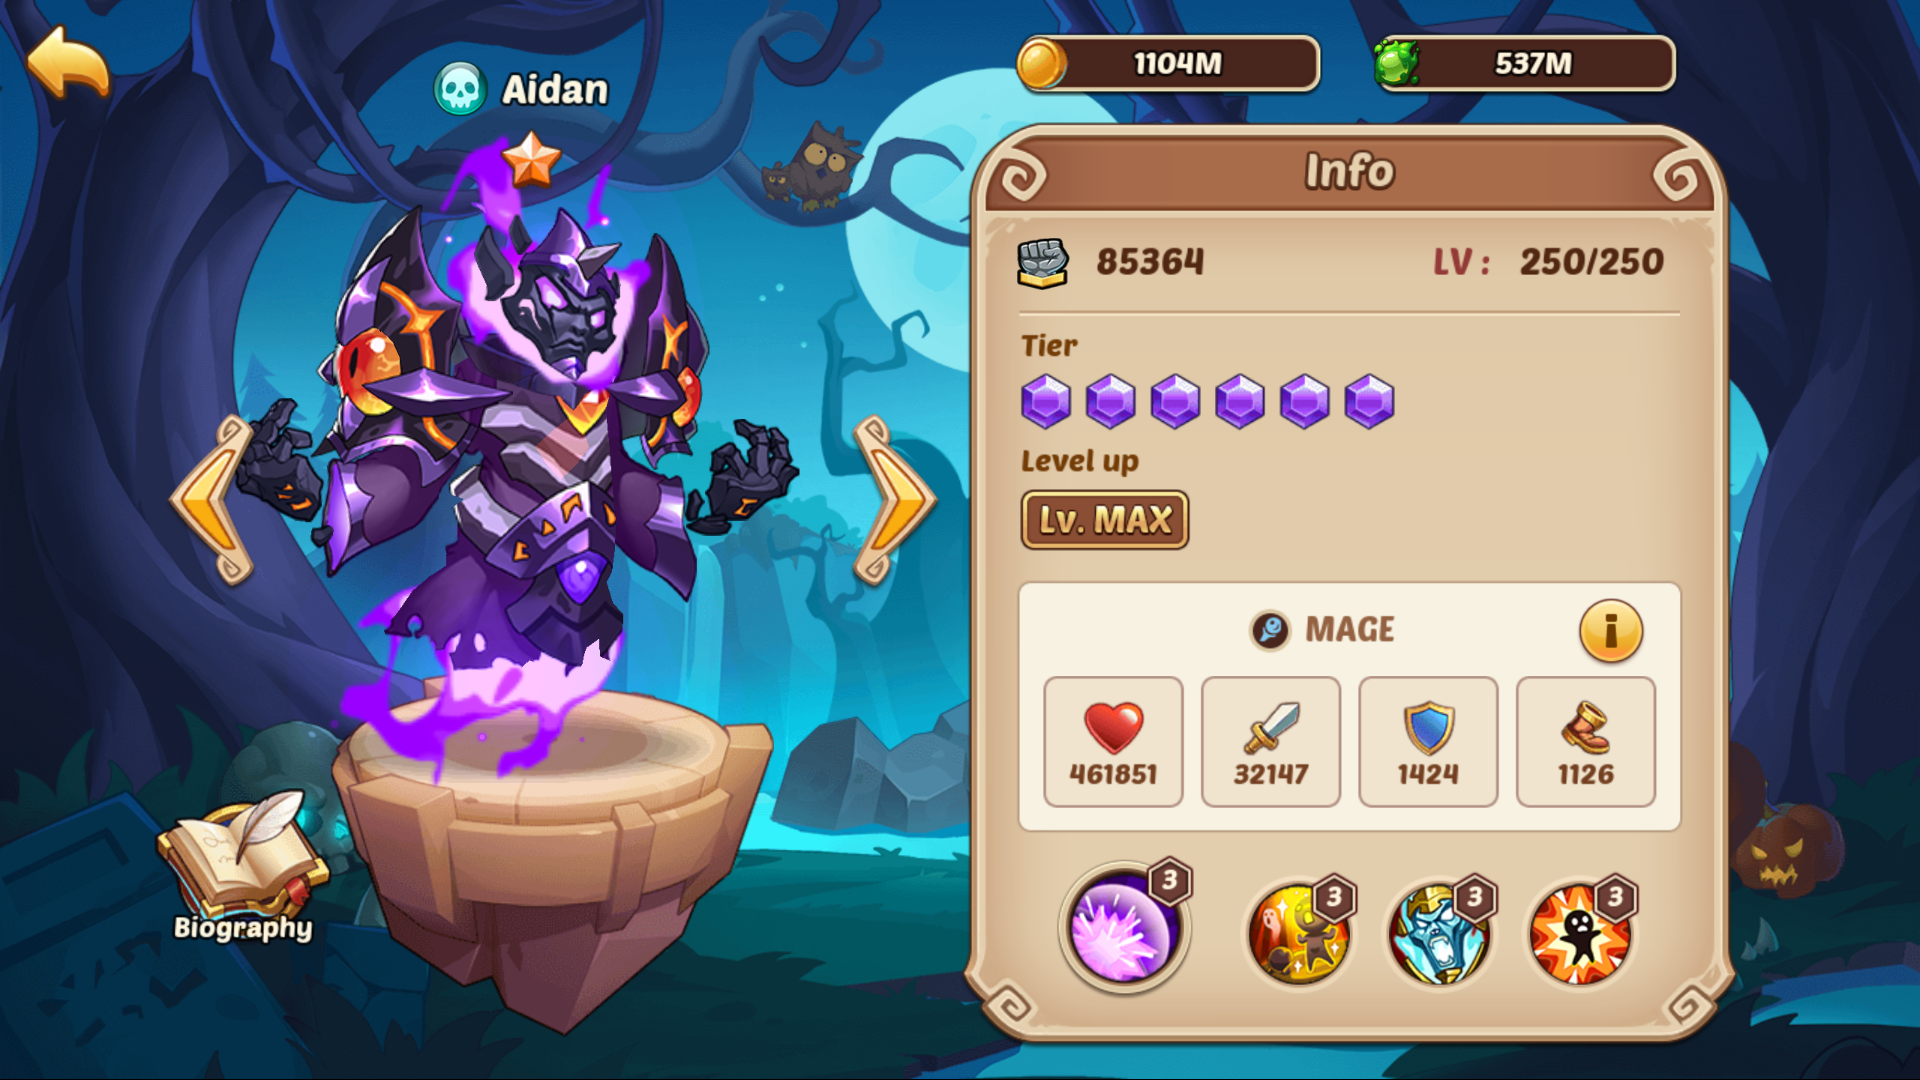 Aidan
1104M
537M
Info
85364
LV : 250/250
Tier
Level up
Lv. MAX
MAGE
461851
32147
1424
1126
3
3
3
3
Biography